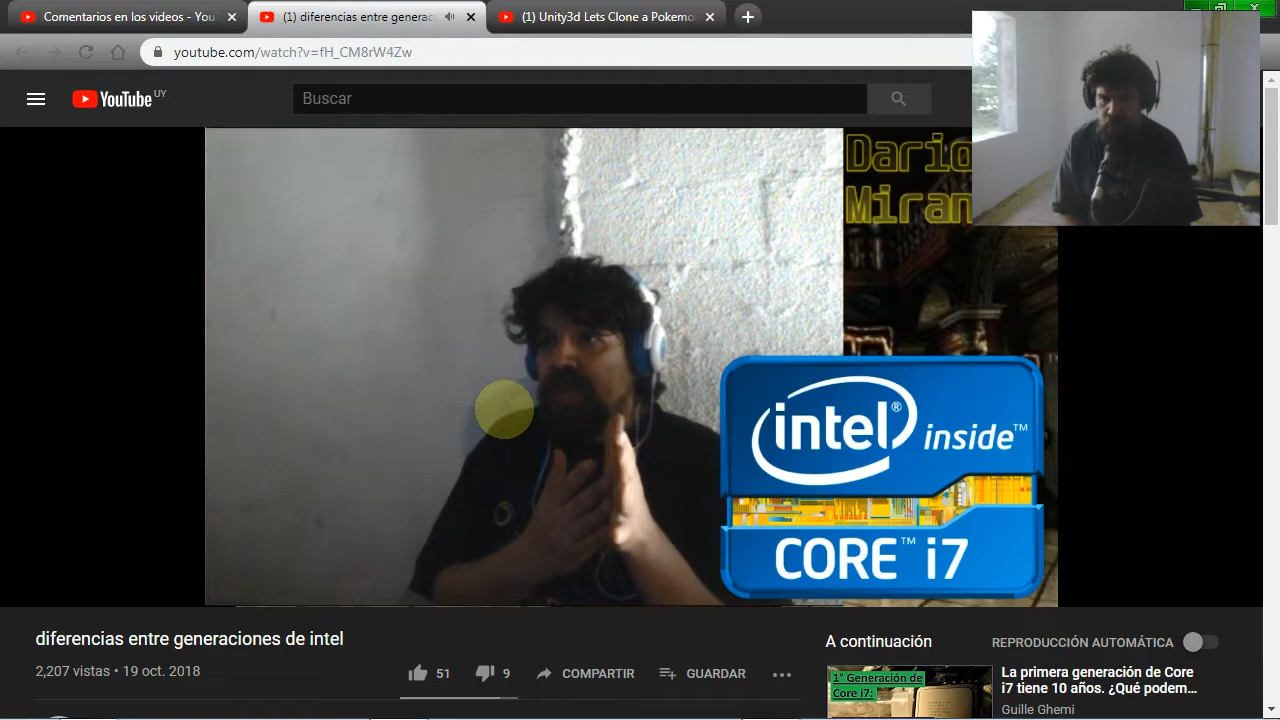 Comentarios en los videos - YouT
(1) diferencias entre generac
(1) Unity3d Lets Clone a Pokemo
youtube.com/watch?v=fH_CM8rW4Zw
YouTube UY
Buscar
Dario
Miran
intel® inside™
CORE™ i7
diferencias entre generaciones de intel
2,207 vistas • 19 oct. 2018
51
9
COMPARTIR
GUARDAR
A continuación
REPRODUCCIÓN AUTOMÁTICA
1° Generación de
Core i7:
La primera generación de Core
i7 tiene 10 años. ¿Qué podem...
Guille Ghemi